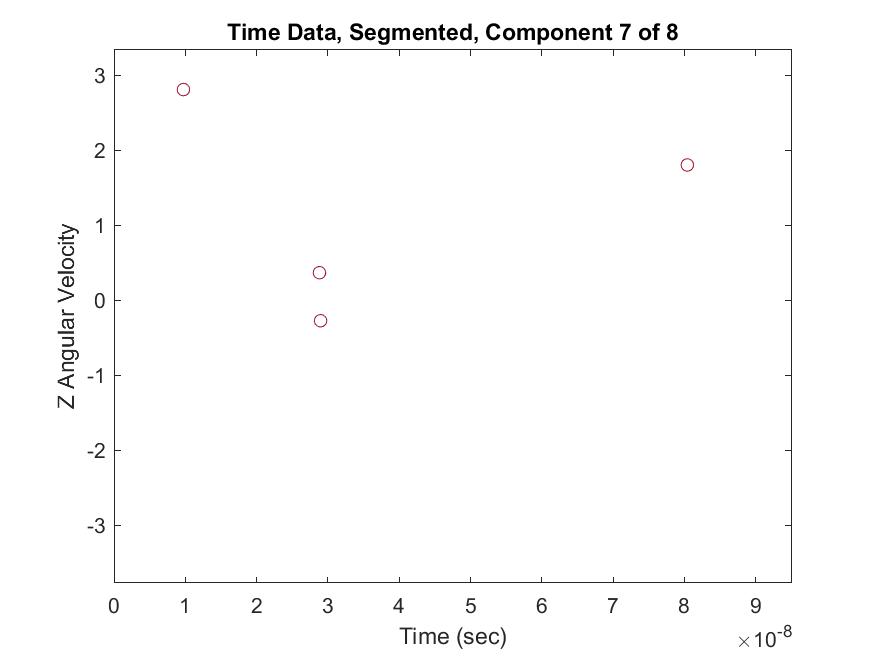 Time Data, Segmented, Component 7 of 8
3
2
1
0
-1
-2
-3
Z Angular Velocity
0 1 2 3 4 5 6 7 8 9
Time (sec)
×10-8